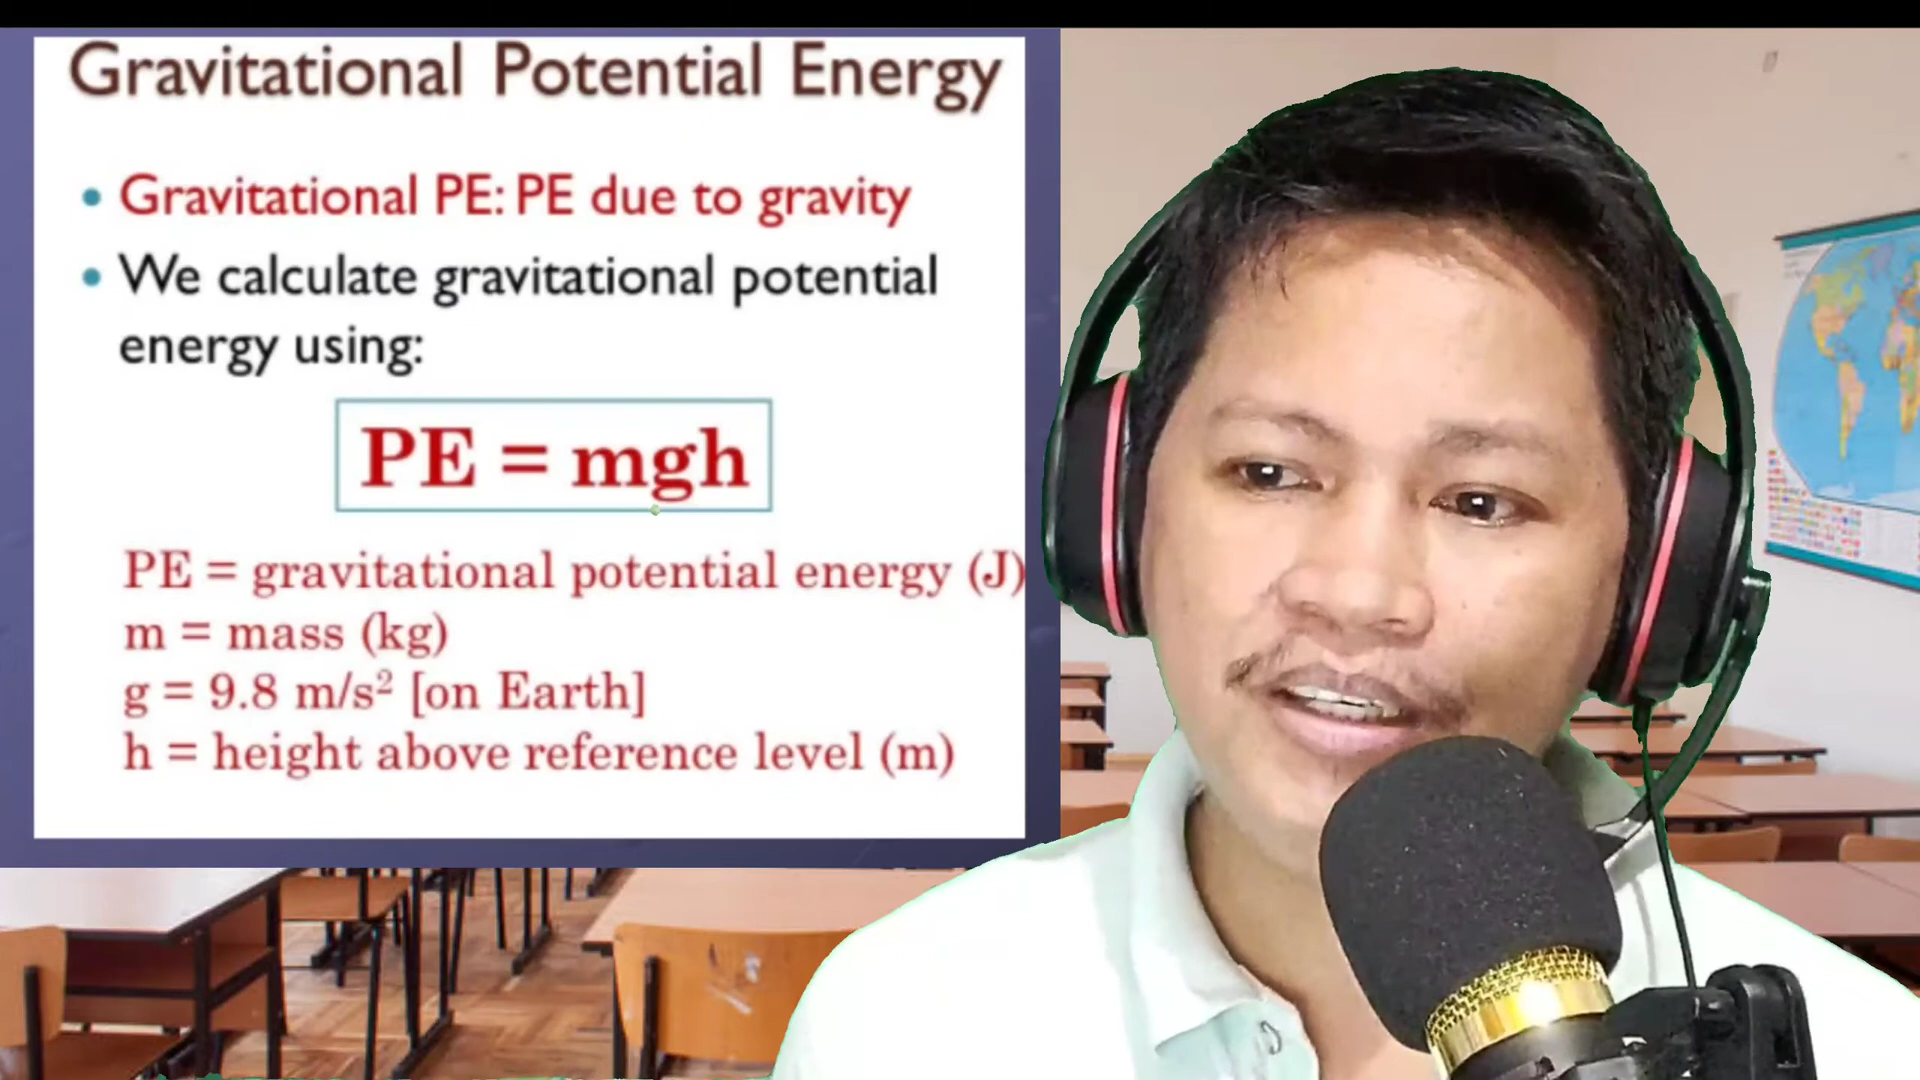 Gravitational Potential Energy
• Gravitational PE: PE due to gravity
• We calculate gravitational potential
energy using:
PE = mgh
PE = gravitational potential energy (J)
m = mass (kg)
g = 9.8 m/s² [on Earth]
h = height above reference level (m)